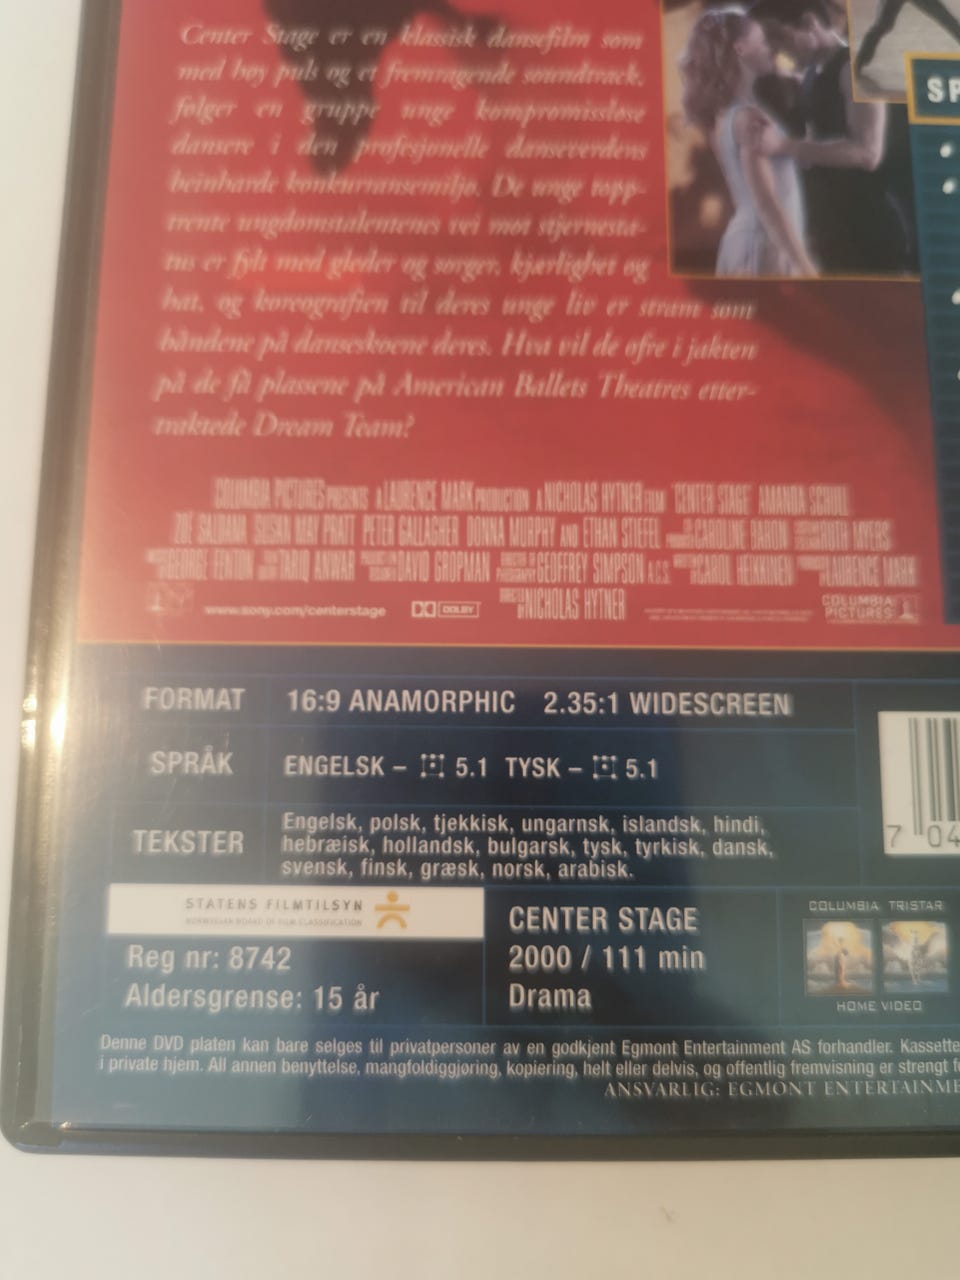 Center Stage er en klassisk dansefilm som
med høy puls og et fremragende soundtrack,
følger en gruppe unge kompromissløse
dansere i den profesjonelle danseverdens
beinharde konkurransemiljø. De unge topp-
trente ungdomstalentenes vei mot stjernesta-
tus er fylt med gleder og sorger, kjærlighet og
hat, og koreografien til deres unge liv er stram som
båndene på danseskoene deres. Hva vil de ofre i jakten
på de få plassene på American Ballets Theatres etter-
traktede Dream Team?
SP
COLUMBIA PICTURES PRESENTS A LAURENCE MARK PRODUCTION A NICHOLAS HYTNER FILM "CENTER STAGE" AMANDA SCHULL
ZOE SALDANA SUSAN MAY PRATT PETER GALLAGHER DONNA MURPHY AND ETHAN STIEFEL CAROLINE BARON RUTH MYERS
GEORGE FENTON TARIQ ANWAR DAVID GROPMAN GEOFFREY SIMPSON A.C.S. CAROL HEIKKINEN LAURENCE MARK
NICHOLAS HYTNER
www.sony.com/centerstage DOLBY COLUMBIA PICTURES
FORMAT 16:9 ANAMORPHIC 2.35:1 WIDESCREEN
SPRÅK ENGELSK – 5.1 TYSK – 5.1
TEKSTER Engelsk, polsk, tjekkisk, ungarnsk, islandsk, hindi,
hebræisk, hollandsk, bulgarsk, tysk, tyrkisk, dansk,
svensk, finsk, græsk, norsk, arabisk.
7 04
STATENS FILMTILSYN
NORWEGIAN BOARD OF FILM CLASSIFICATION
Reg nr: 8742
Aldersgrense: 15 år
CENTER STAGE
2000 / 111 min
Drama
COLUMBIA TRISTAR
HOME VIDEO
Denne DVD platen kan bare selges til privatpersoner av en godkjent Egmont Entertainment AS forhandler. Kassette
i private hjem. All annen benyttelse, mangfoldiggjøring, kopiering, helt eller delvis, og offentlig fremvisning er strengt f
ANSVARLIG: EGMONT ENTERTAINME